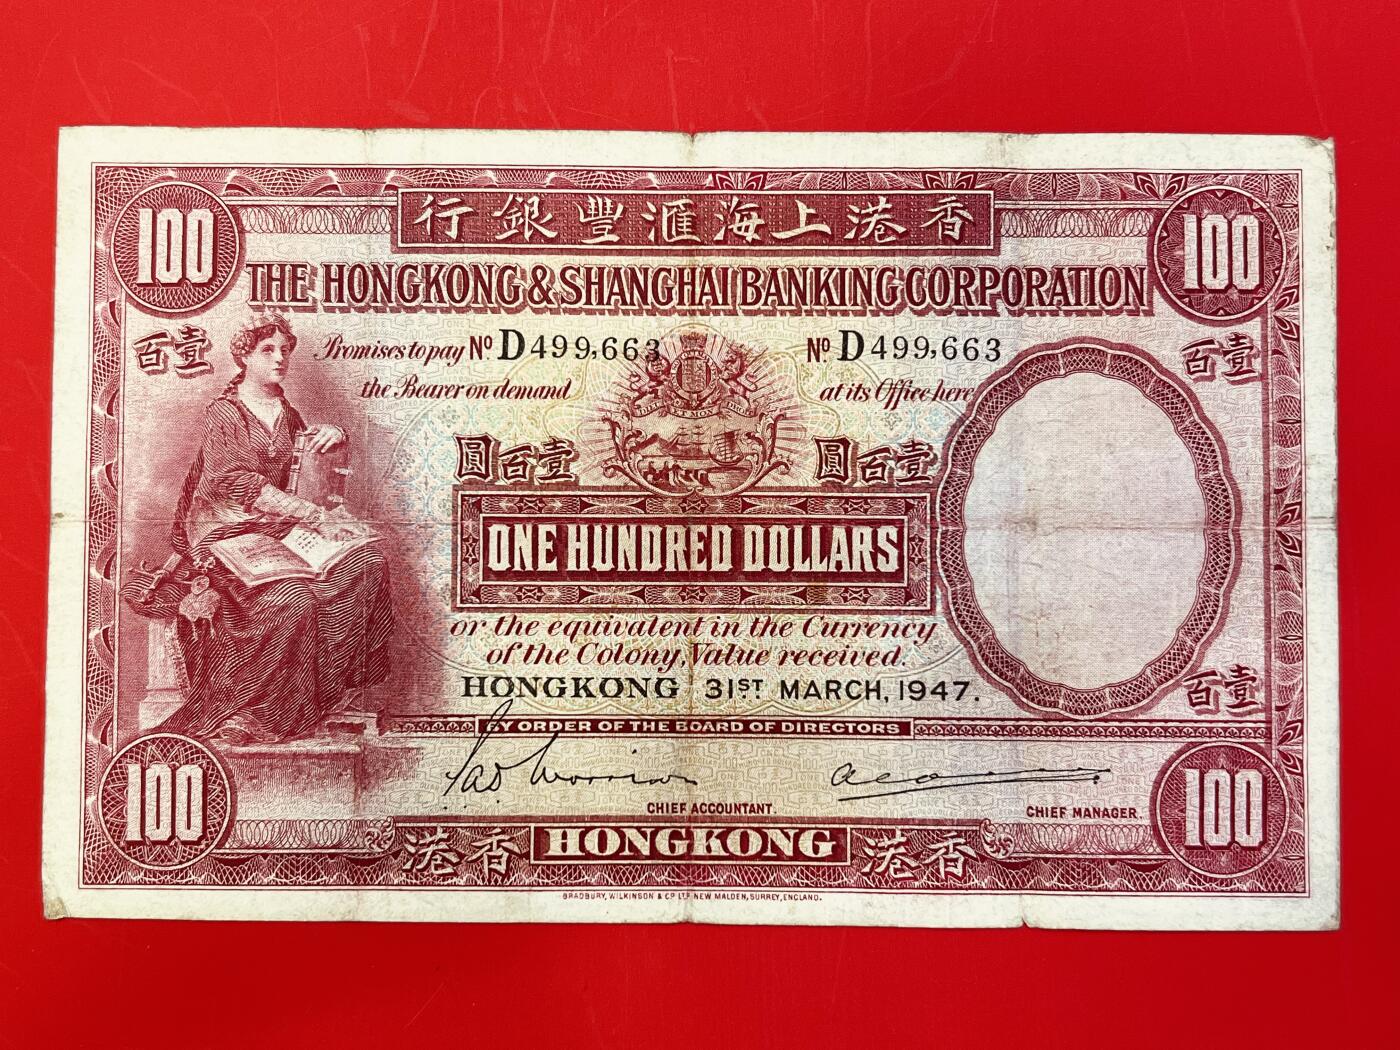 100 行銀豐滙海上港香 100
THE HONGKONG & SHANGHAI BANKING CORPORATION
百壹 百壹
Promises to pay Nº D499,663 Nº D499,663
the Bearer on demand at its Office here
DIEU ET MON DROIT
圓百壹 圓百壹
ONE HUNDRED DOLLARS
or the equivalent in the Currency
of the Colony, Value received.
HONGKONG 31ST MARCH, 1947.
百壹
BY ORDER OF THE BOARD OF DIRECTORS
CHIEF ACCOUNTANT. CHIEF MANAGER.
100 港香 HONGKONG 港香 100
BRADBURY, WILKINSON & Cº Lᵀᴰ NEW MALDEN, SURREY, ENGLAND.